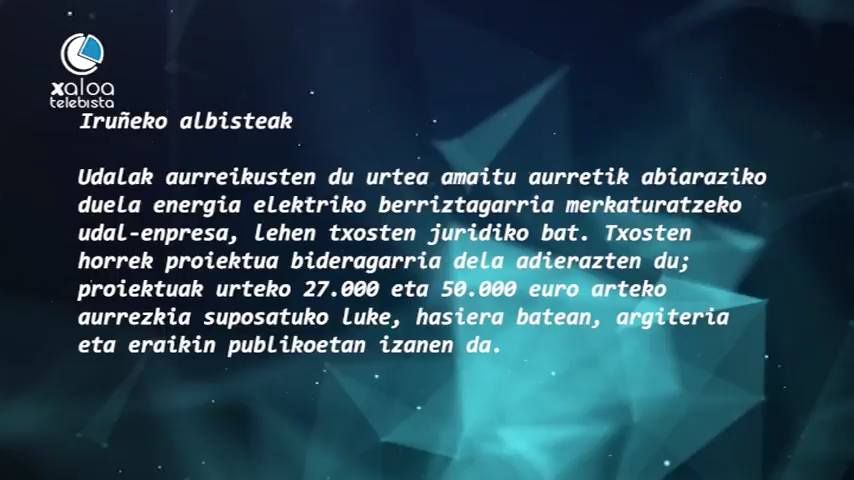 xaloa
telebista
Iruñeko albisteak
Udalak aurreikusten du urtea amaitu aurretik abiaraziko
duela energia elektriko berriztagarria merkaturatzeko
udal-enpresa, lehen txosten juridiko bat. Txosten
horrek proiektua bideragarria dela adierazten du;
proiektuak urteko 27.000 eta 50.000 euro arteko
aurrezkia suposatuko luke, hasiera batean, argiteria
eta eraikin publikoetan izanen da.